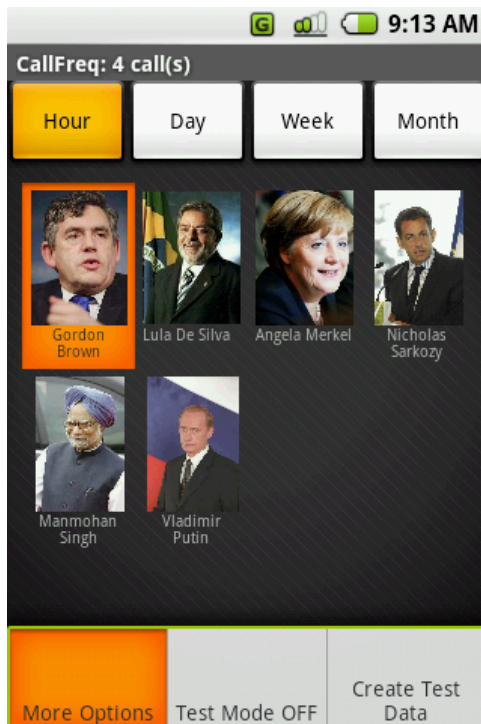 G 9:13 AM
CallFreq: 4 call(s)
Hour Day Week Month
Gordon Brown
Lula De Silva
Angela Merkel
Nicholas Sarkozy
Manmohan Singh
Vladimir Putin
More Options
Test Mode OFF
Create Test
Data